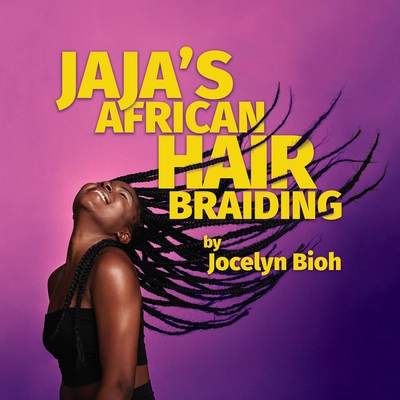 JAJA'S
AFRICAN
HAIR
BRAIDING
by
Jocelyn Bioh